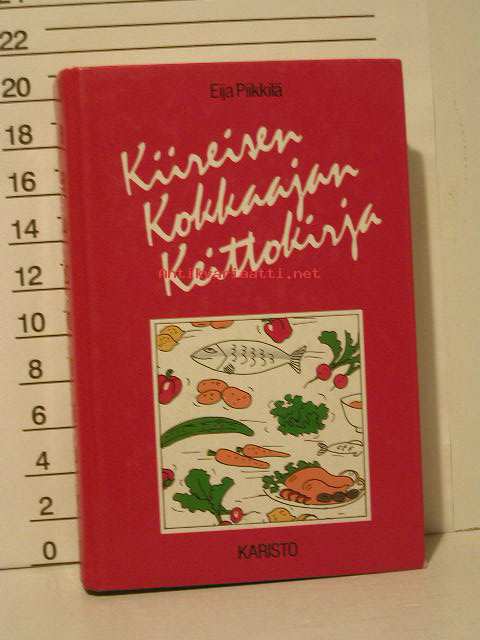 Eija Piikkilä
Kiireisen
Kokkaajan
Keittokirja
Antikvariaatti.net
KARISTO
22
20
18
16
14
12
10
8
6
4
2
0